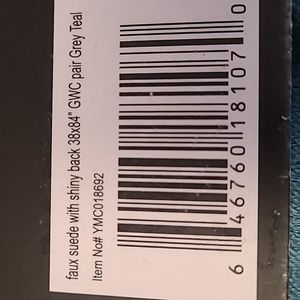 faux suede with shiny back 38x84" GWC pair Grey Teal
Item No# YMC018692
6 46760 18107 0